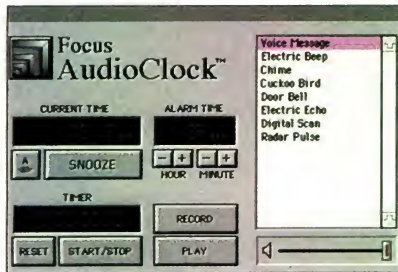 Focus
AudioClock™
CURRENT TIME
ALARM TIME
SNOOZE
- + - +
HOUR MINUTE
TIMER
RECORD
RESET START/STOP PLAY
Voice Message
Electric Beep
Chime
Cuckoo Bird
Door Bell
Electric Echo
Digital Scan
Radar Pulse